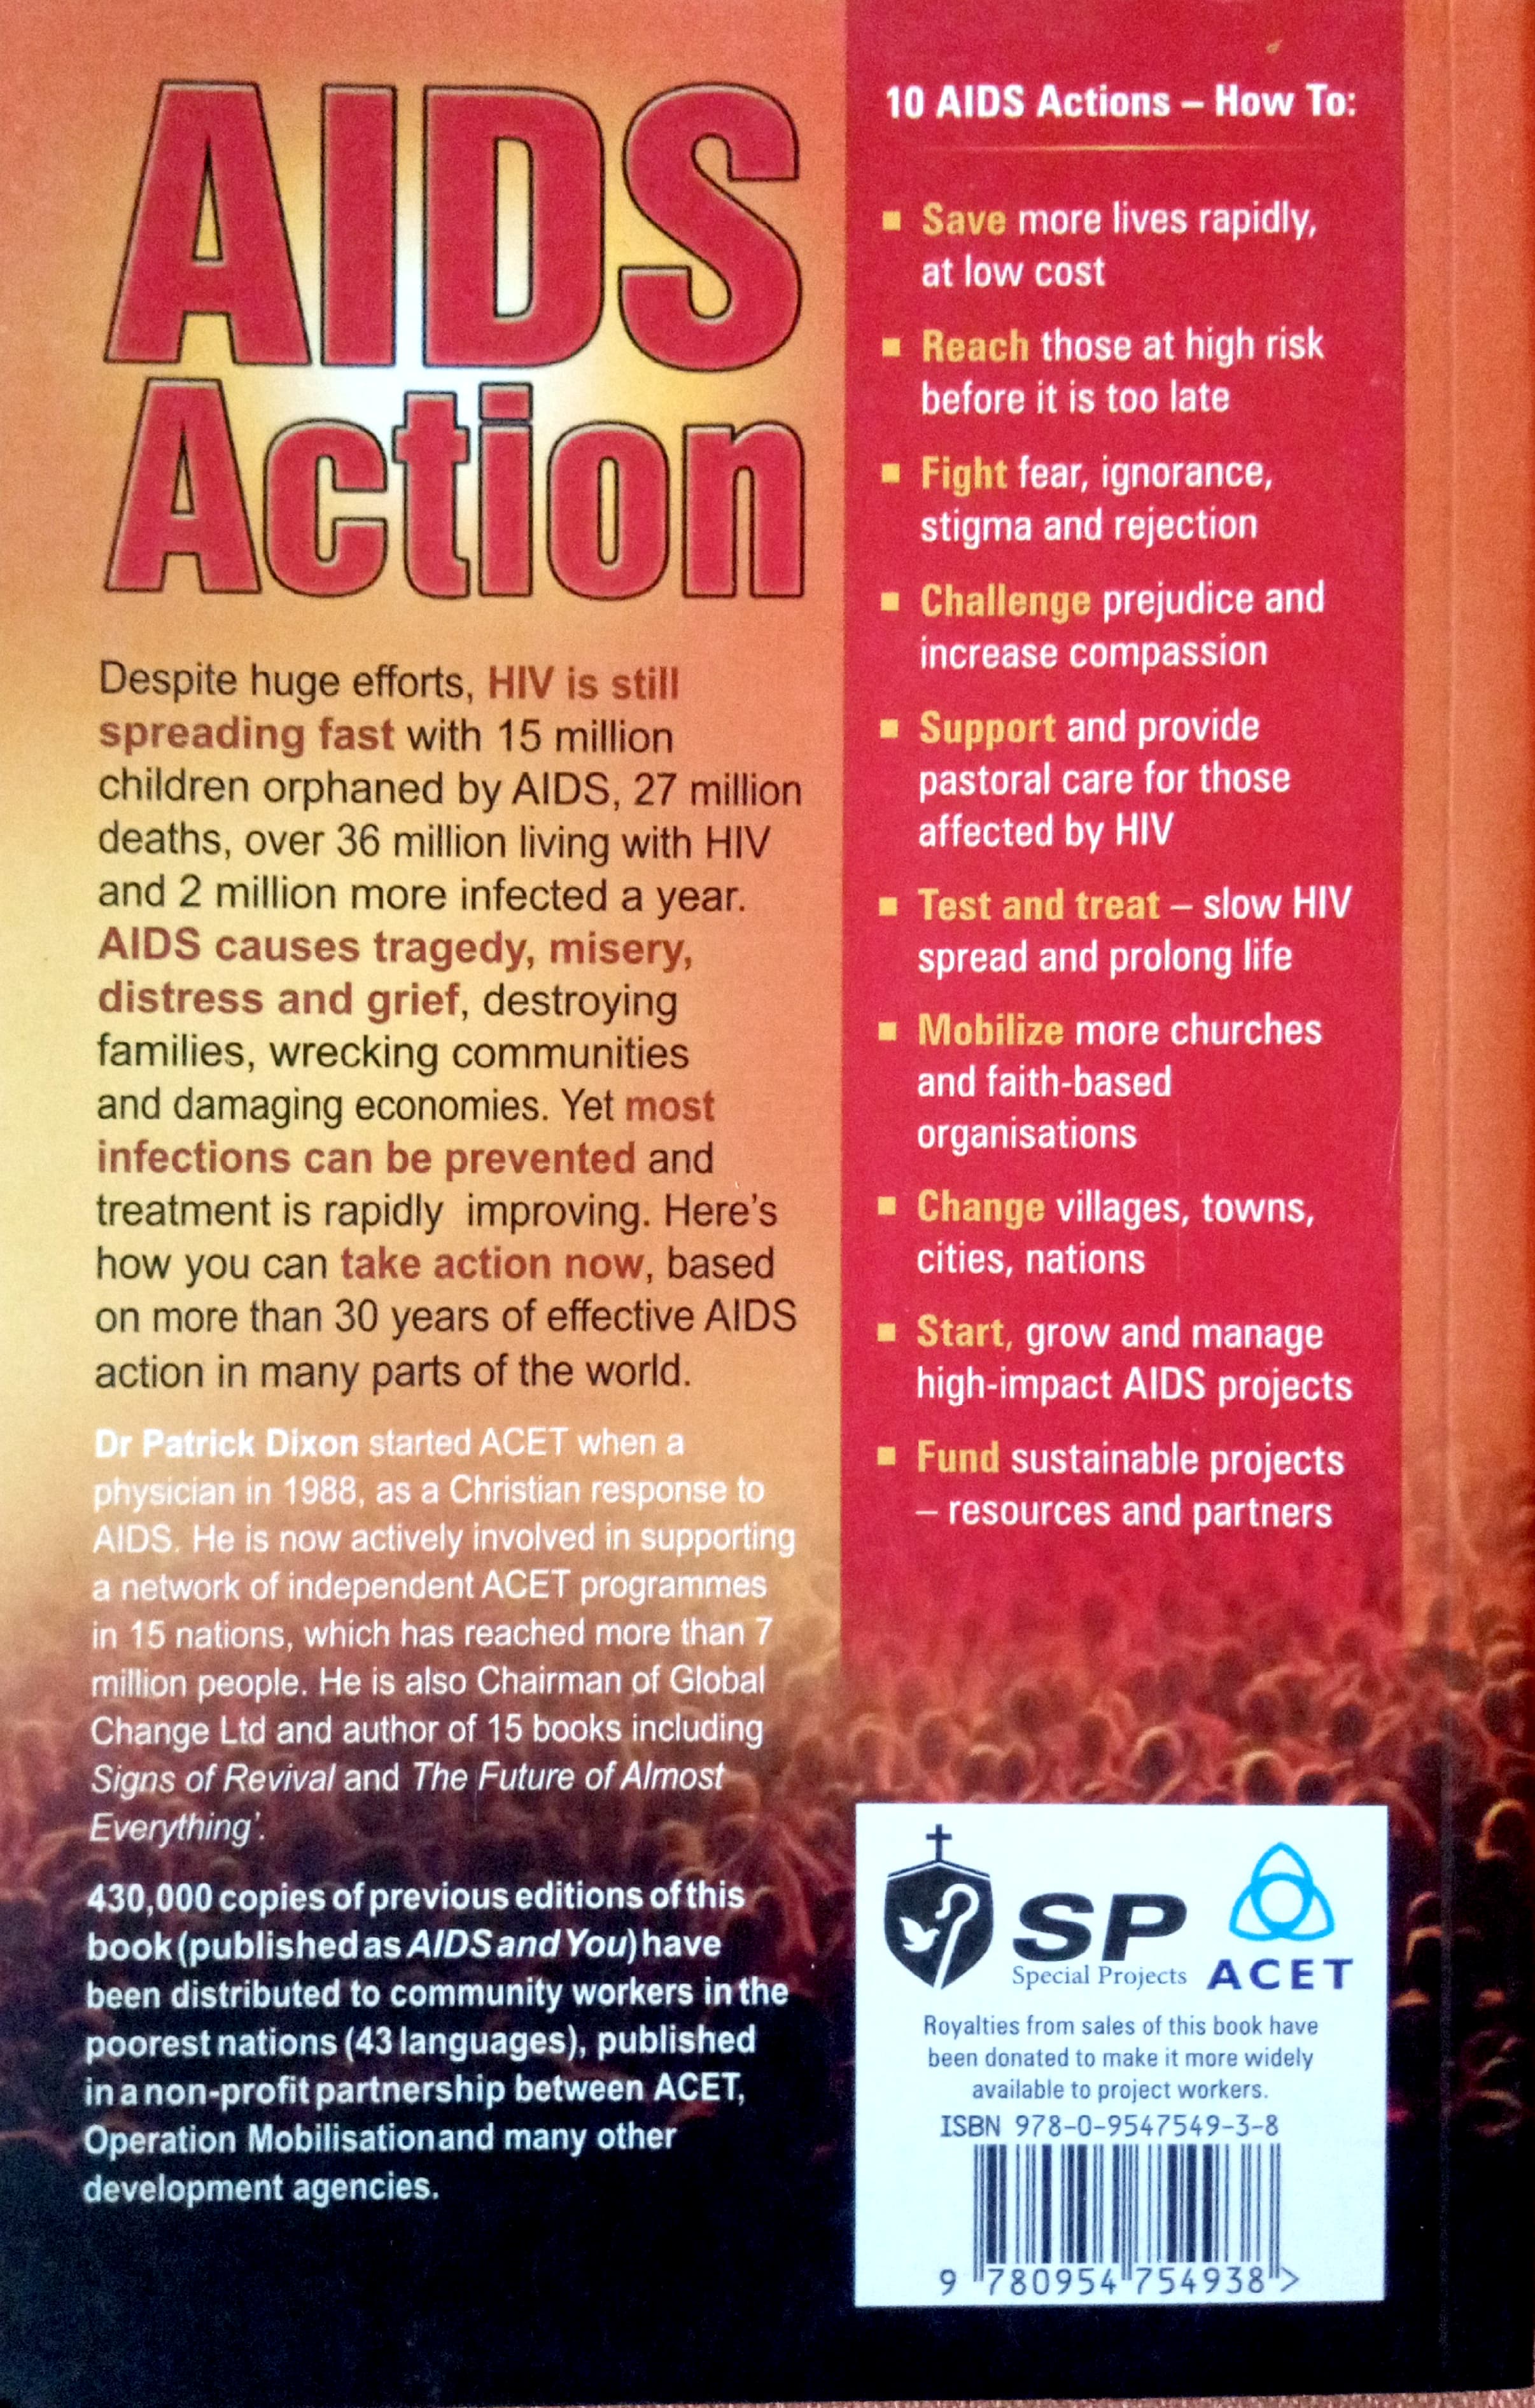 AIDS
Action
Despite huge efforts, HIV is still
spreading fast with 15 million
children orphaned by AIDS, 27 million
deaths, over 36 million living with HIV
and 2 million more infected a year.
AIDS causes tragedy, misery,
distress and grief, destroying
families, wrecking communities
and damaging economies. Yet most
infections can be prevented and
treatment is rapidly improving. Here's
how you can take action now, based
on more than 30 years of effective AIDS
action in many parts of the world.
Dr Patrick Dixon started ACET when a
physician in 1988, as a Christian response to
AIDS. He is now actively involved in supporting
a network of independent ACET programmes
in 15 nations, which has reached more than 7
million people. He is also Chairman of Global
Change Ltd and author of 15 books including
Signs of Revival and The Future of Almost
Everything'.
430,000 copies of previous editions of this
book (published as AIDS and You) have
been distributed to community workers in the
poorest nations (43 languages), published
in a non-profit partnership between ACET,
Operation Mobilisationand many other
development agencies.
10 AIDS Actions – How To:
Save more lives rapidly,
at low cost
Reach those at high risk
before it is too late
Fight fear, ignorance,
stigma and rejection
Challenge prejudice and
increase compassion
Support and provide
pastoral care for those
affected by HIV
Test and treat – slow HIV
spread and prolong life
Mobilize more churches
and faith-based
organisations
Change villages, towns,
cities, nations
Start, grow and manage
high-impact AIDS projects
Fund sustainable projects
– resources and partners
SP
Special Projects
ACET
Royalties from sales of this book have
been donated to make it more widely
available to project workers.
ISBN 978-0-9547549-3-8
9 780954 754938 >